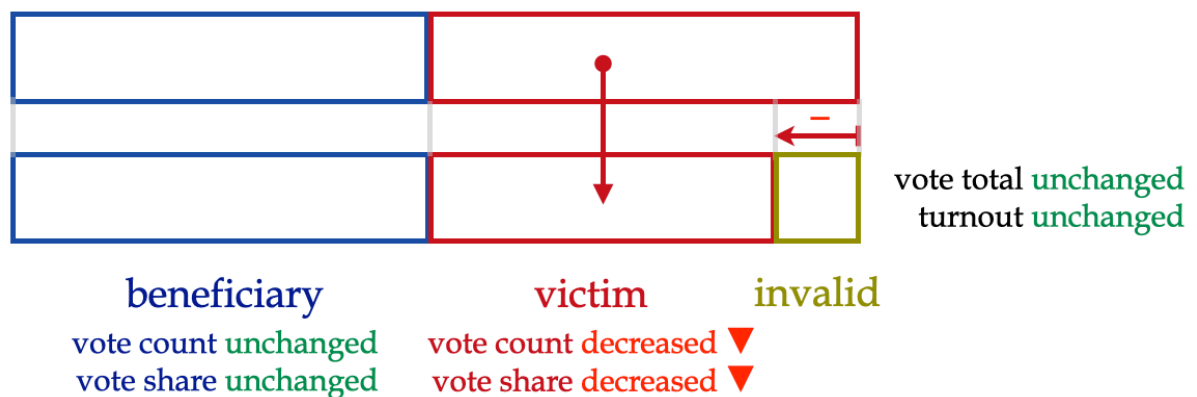 –
vote total unchanged
turnout unchanged
beneficiary
victim
invalid
vote count unchanged
vote share unchanged
vote count decreased ▼
vote share decreased ▼